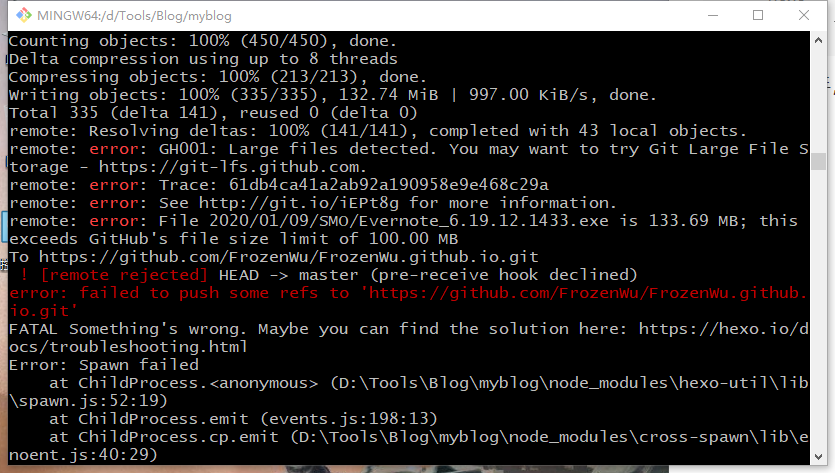 MINGW64:/d/Tools/Blog/myblog
Counting objects: 100% (450/450), done.
Delta compression using up to 8 threads
Compressing objects: 100% (213/213), done.
Writing objects: 100% (335/335), 132.74 MiB | 997.00 KiB/s, done.
Total 335 (delta 141), reused 0 (delta 0)
remote: Resolving deltas: 100% (141/141), completed with 43 local objects.
remote: error: GH001: Large files detected. You may want to try Git Large File S
torage - https://git-lfs.github.com.
remote: error: Trace: 61db4ca41a2ab92a190958e9e468c29a
remote: error: See http://git.io/iEPt8g for more information.
remote: error: File 2020/01/09/SMO/Evernote_6.19.12.1433.exe is 133.69 MB; this
exceeds GitHub's file size limit of 100.00 MB
To https://github.com/FrozenWu/FrozenWu.github.io.git
 ! [remote rejected] HEAD -> master (pre-receive hook declined)
error: failed to push some refs to 'https://github.com/FrozenWu/FrozenWu.github.
io.git'
FATAL Something's wrong. Maybe you can find the solution here: https://hexo.io/d
ocs/troubleshooting.html
Error: Spawn failed
    at ChildProcess.<anonymous> (D:\Tools\Blog\myblog\node_modules\hexo-util\lib
\spawn.js:52:19)
    at ChildProcess.emit (events.js:198:13)
    at ChildProcess.cp.emit (D:\Tools\Blog\myblog\node_modules\cross-spawn\lib\e
noent.js:40:29)